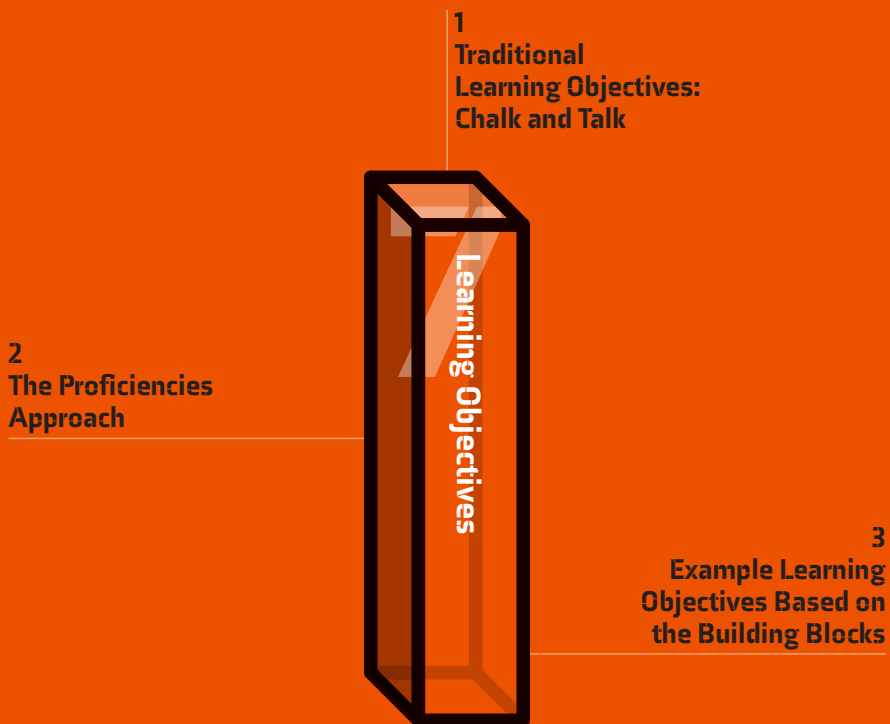 1
Traditional
Learning Objectives:
Chalk and Talk
7
Learning Objectives
2
The Proficiencies
Approach
3
Example Learning
Objectives Based on
the Building Blocks